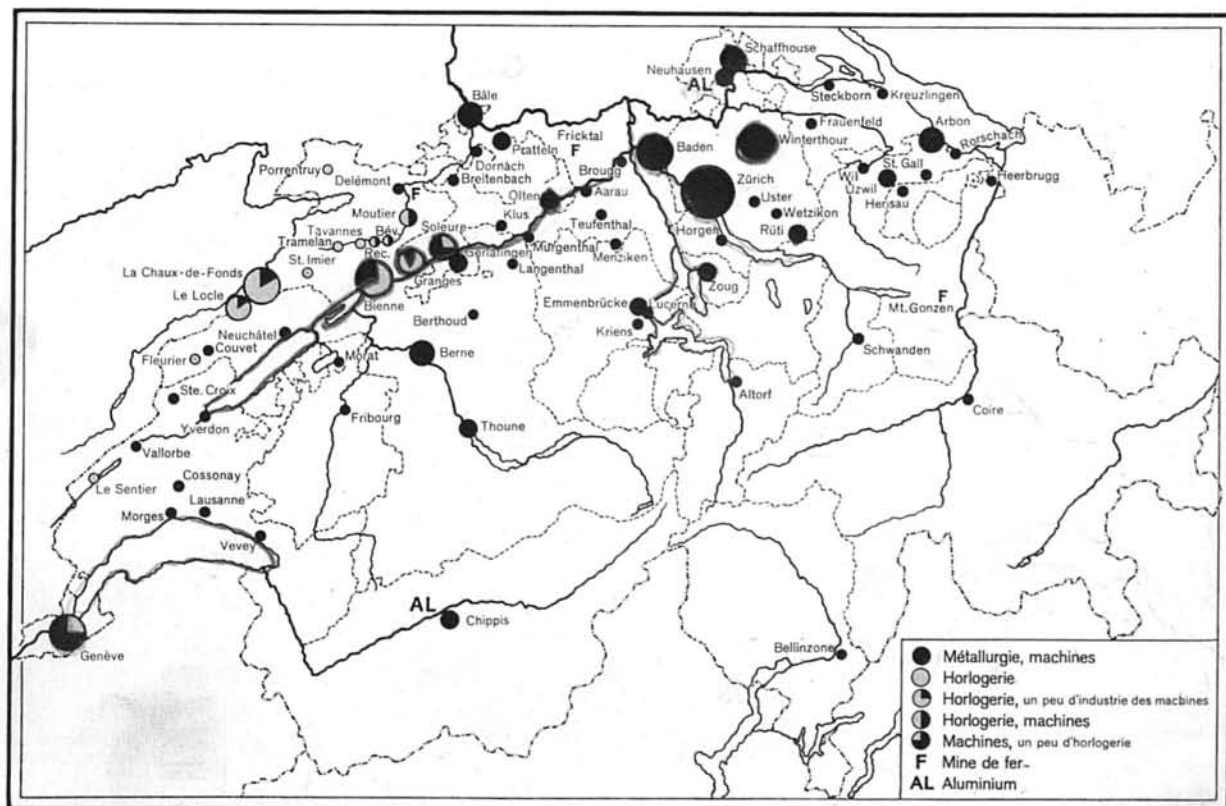 Schaffhouse
Neuhausen
AL
Steckborn
Kreuzlingen
Bâle
Fricktal
F
Pratteln
Baden
Winterthour
Frauenfeld
Arbon
Rorschach
Dornach
Brougg
St. Gall
Porrentruy
Delémont
Breitenbach
Zürich
Wil
Uzwil
Heerbrugg
F
Olten
Aarau
Uster
Herisau
Moutier
Klus
Teufenthal
Wetzikon
Tavannes
Bév.
Soleure
Horgen
Rüti
Tramelan
Rec.
Murgenthal
Menziken
St. Imier
Gerlafingen
Langenthal
La Chaux-de-Fonds
Granges
Zoug
Le Locle
Bienne
Emmenbrücke
Lucerne
F
Mt. Gonzen
Berthoud
Kriens
Neuchâtel
Couvet
Schwanden
Fleurier
Morat
Berne
Altorf
Ste. Croix
Coire
Yverdon
Fribourg
Thoune
Vallorbe
Cossonay
Le Sentier
Lausanne
Morges
Vevey
AL
Chippis
Genève
Bellinzone
Métallurgie, machines
Horlogerie
Horlogerie, un peu d'industrie des macbines
Horlogerie, machines
Machines, un peu d'horlogerie
F Mine de fer
AL Aluminium